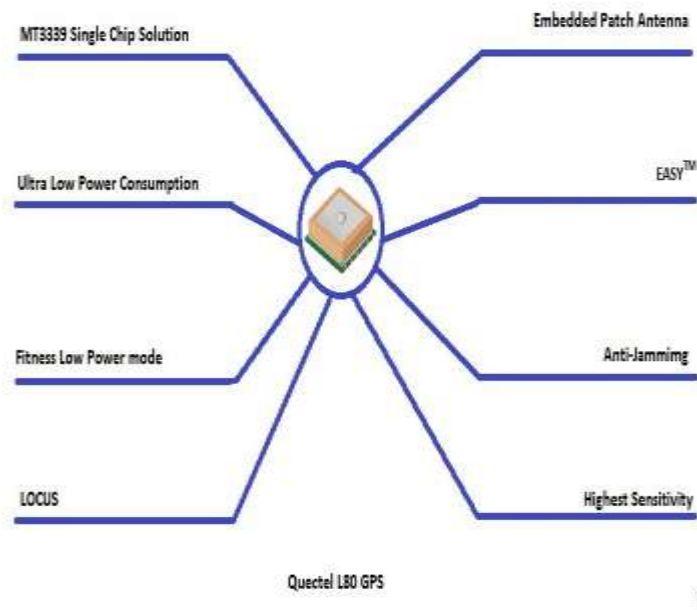 MT3339 Single Chip Solution
Embedded Patch Antenna
Ultra Low Power Consumption
EASY™
Fitness Low Power mode
Anti-Jammimg
LOCUS
Highest Sensitivity
Quectel L80 GPS